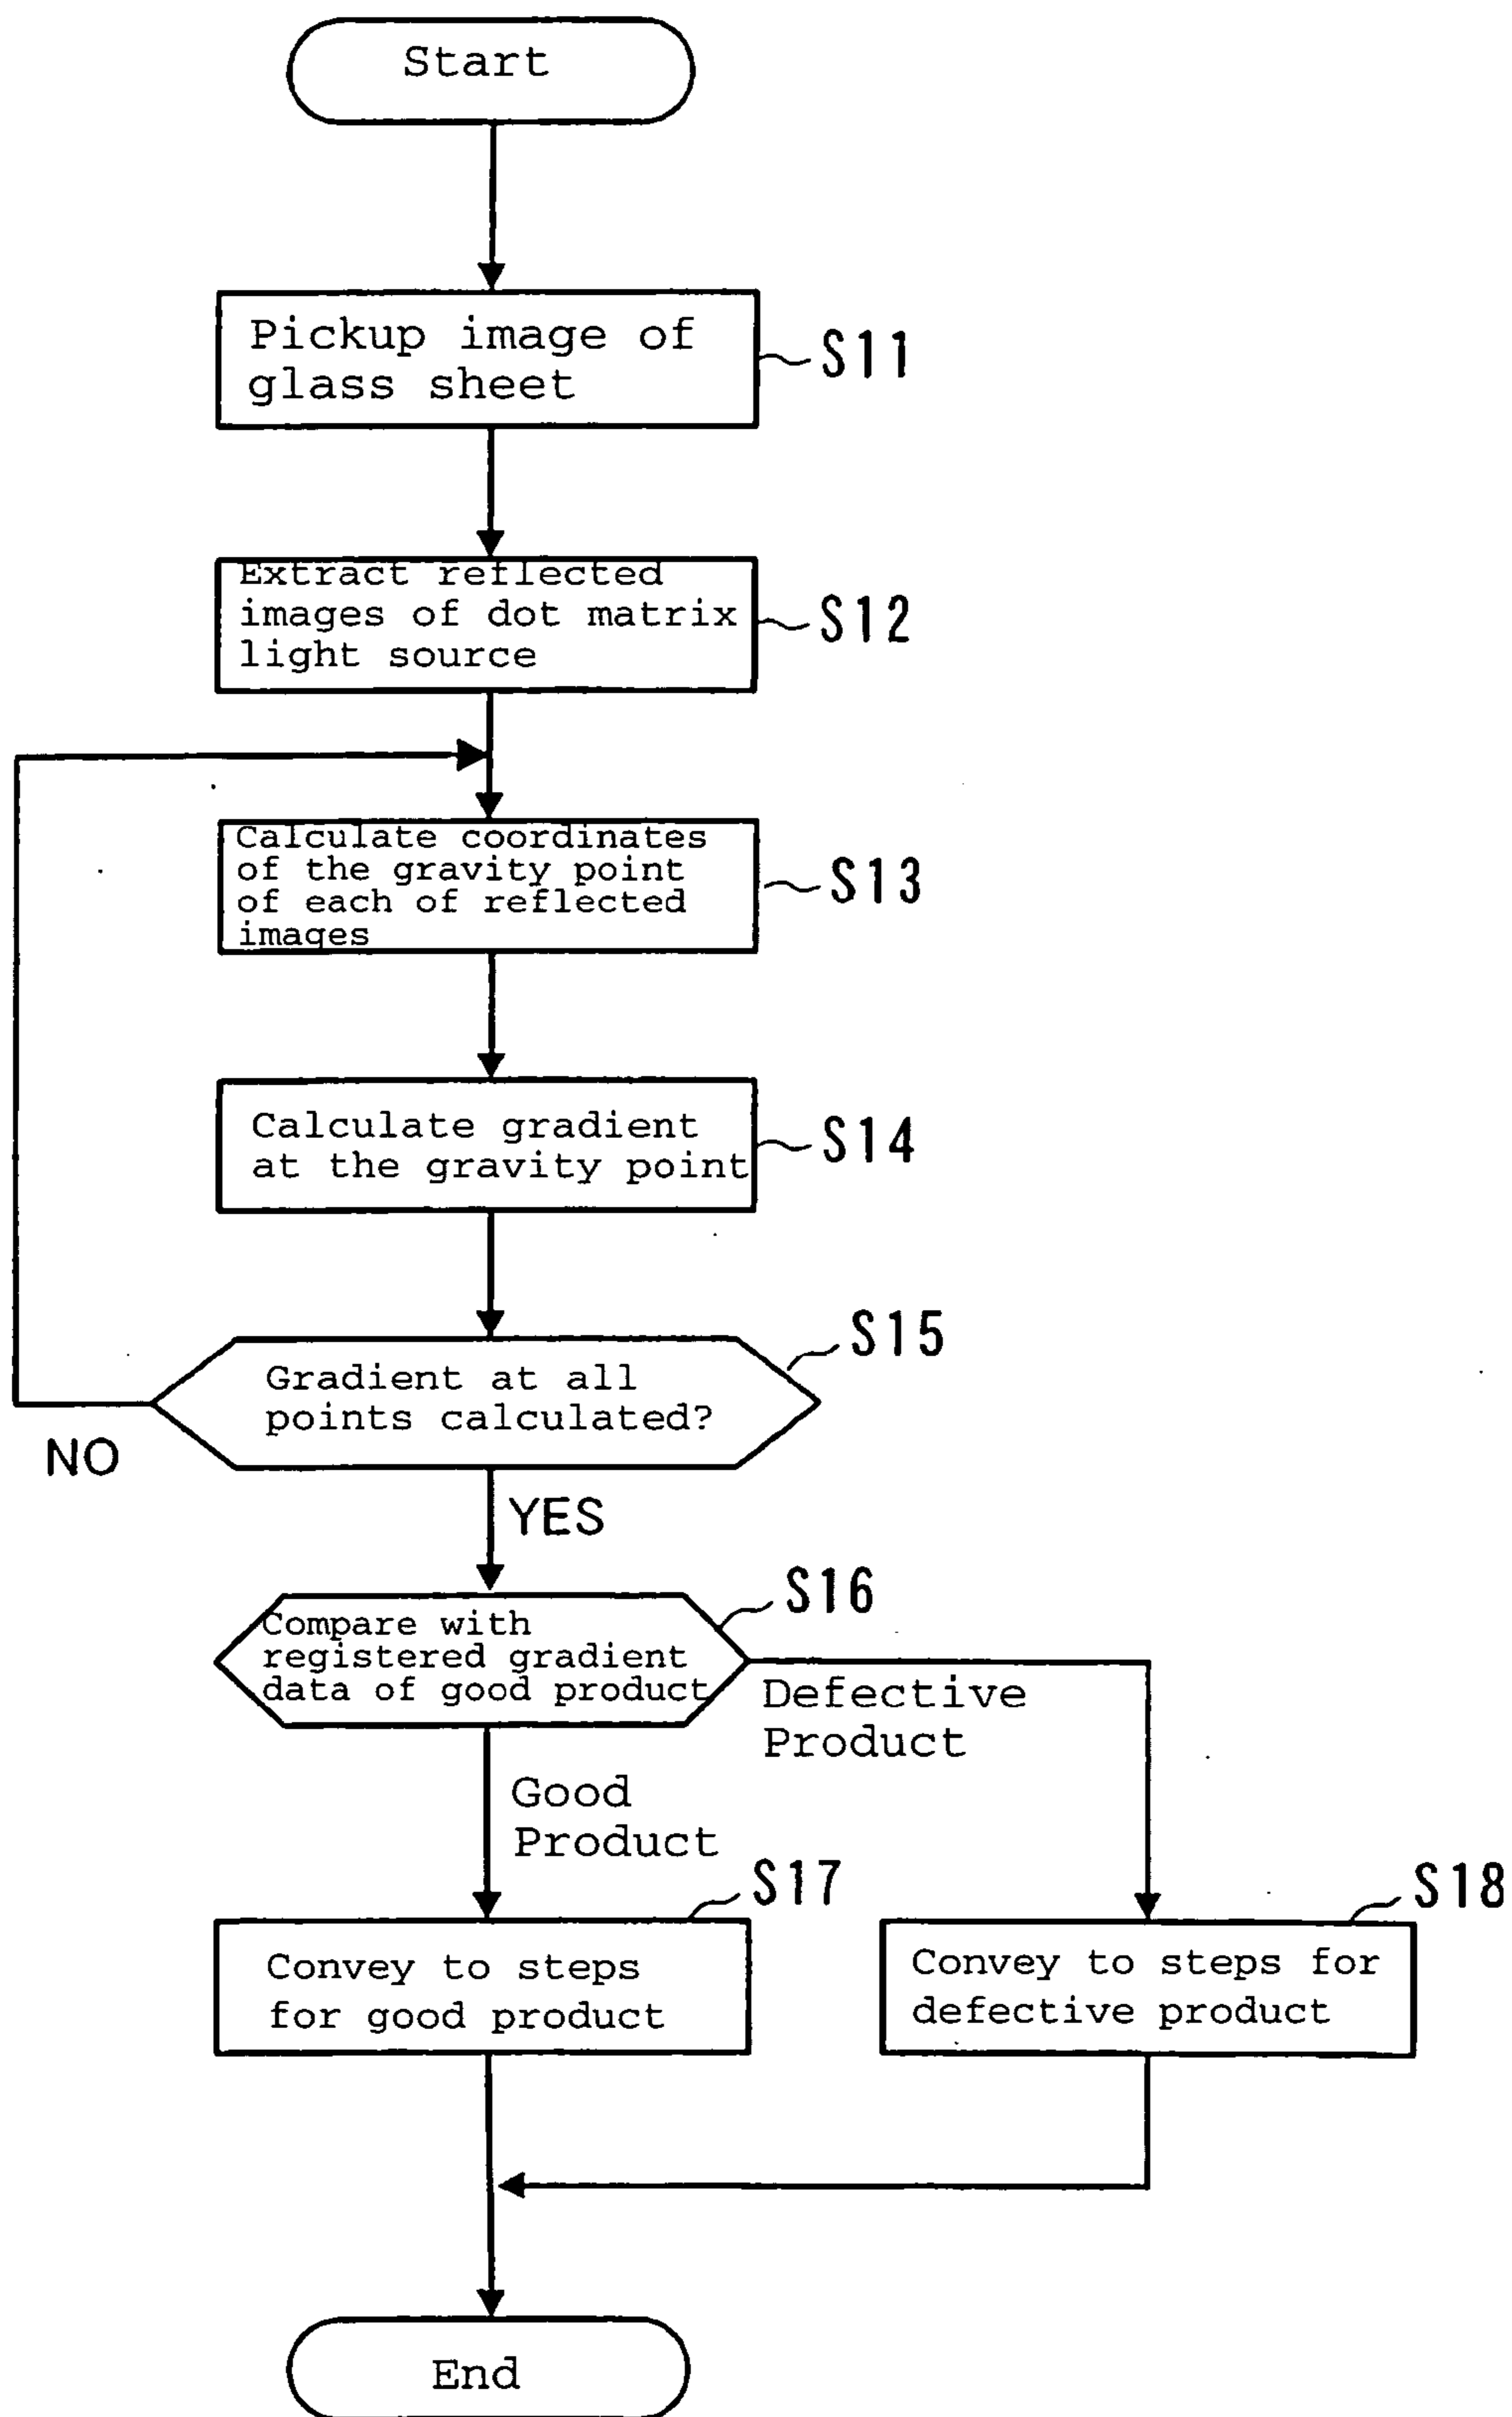 Start
Pickup image of
glass sheet
S11
Extract reflected
images of dot matrix
light source
S12
Calculate coordinates
of the gravity point
of each of reflected
images
S13
Calculate gradient
at the gravity point
S14
Gradient at all
points calculated?
S15
NO
YES
Compare with
registered gradient
data of good product
S16
Defective
Product
Good
Product
Convey to steps
for good product
S17
Convey to steps for
defective product
S18
End